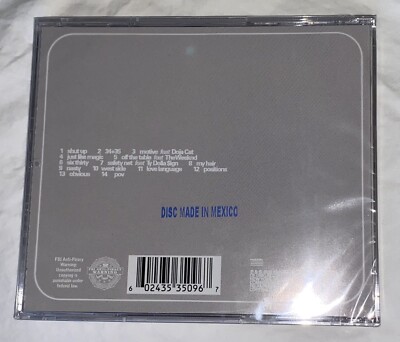 1 shut up 2 34+35 3 motive feat Doja Cat
4 just like magic 5 off the table feat The Weeknd
6 six thirty 7 safety net feat Ty Dolla Sign 8 my hair
9 nasty 10 west side 11 love language 12 positions
13 obvious 14 pov
DISC MADE IN MEXICO
FBI Anti-Piracy
Warning:
Unauthorized
copying is
punishable under
federal law.
WARNING
6 02435 35096 7